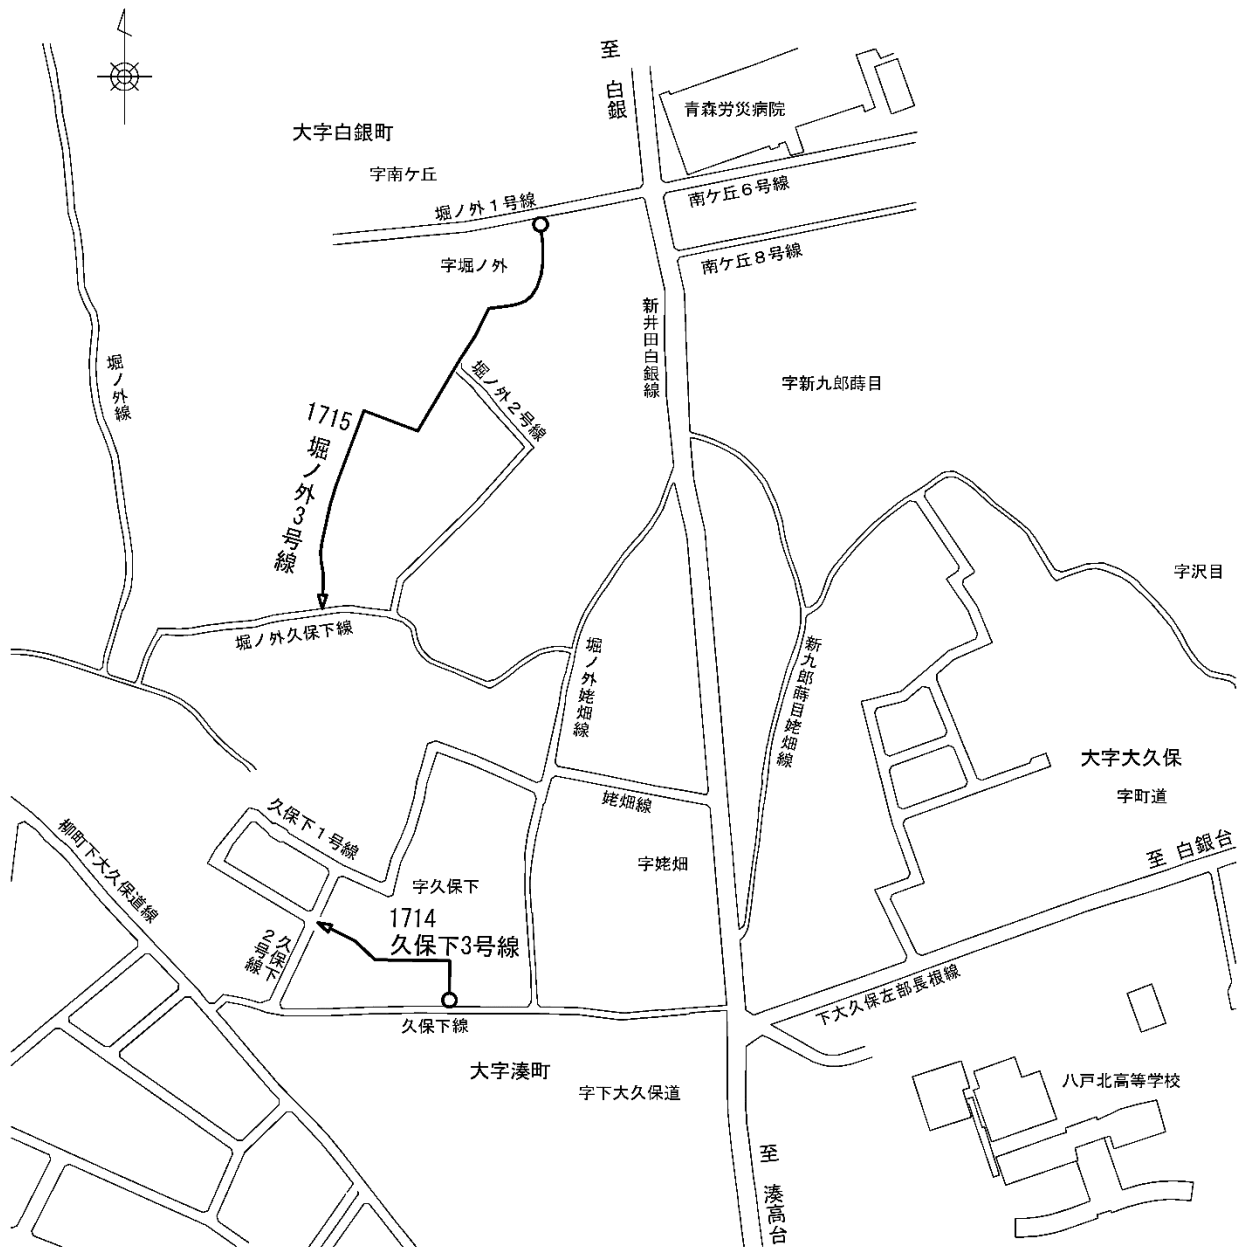 至 白銀
青森労災病院
大字白銀町
字南ケ丘
堀ノ外１号線
南ケ丘６号線
字堀ノ外
南ケ丘８号線
新井田白銀線
堀ノ外線
堀ノ外２号線
字新九郎蒔目
1715
堀ノ外3号線
字沢目
堀ノ外久保下線
堀ノ外姥畑線
新九郎蒔目姥畑線
大字大久保
姥畑線
字町道
久保下１号線
柳町下大久保道線
字姥畑
至 白銀台
字久保下
1714
久保下3号線
久保下２号線
下大久保左部長根線
久保下線
大字湊町
字下大久保道
八戸北高等学校
至 湊高台